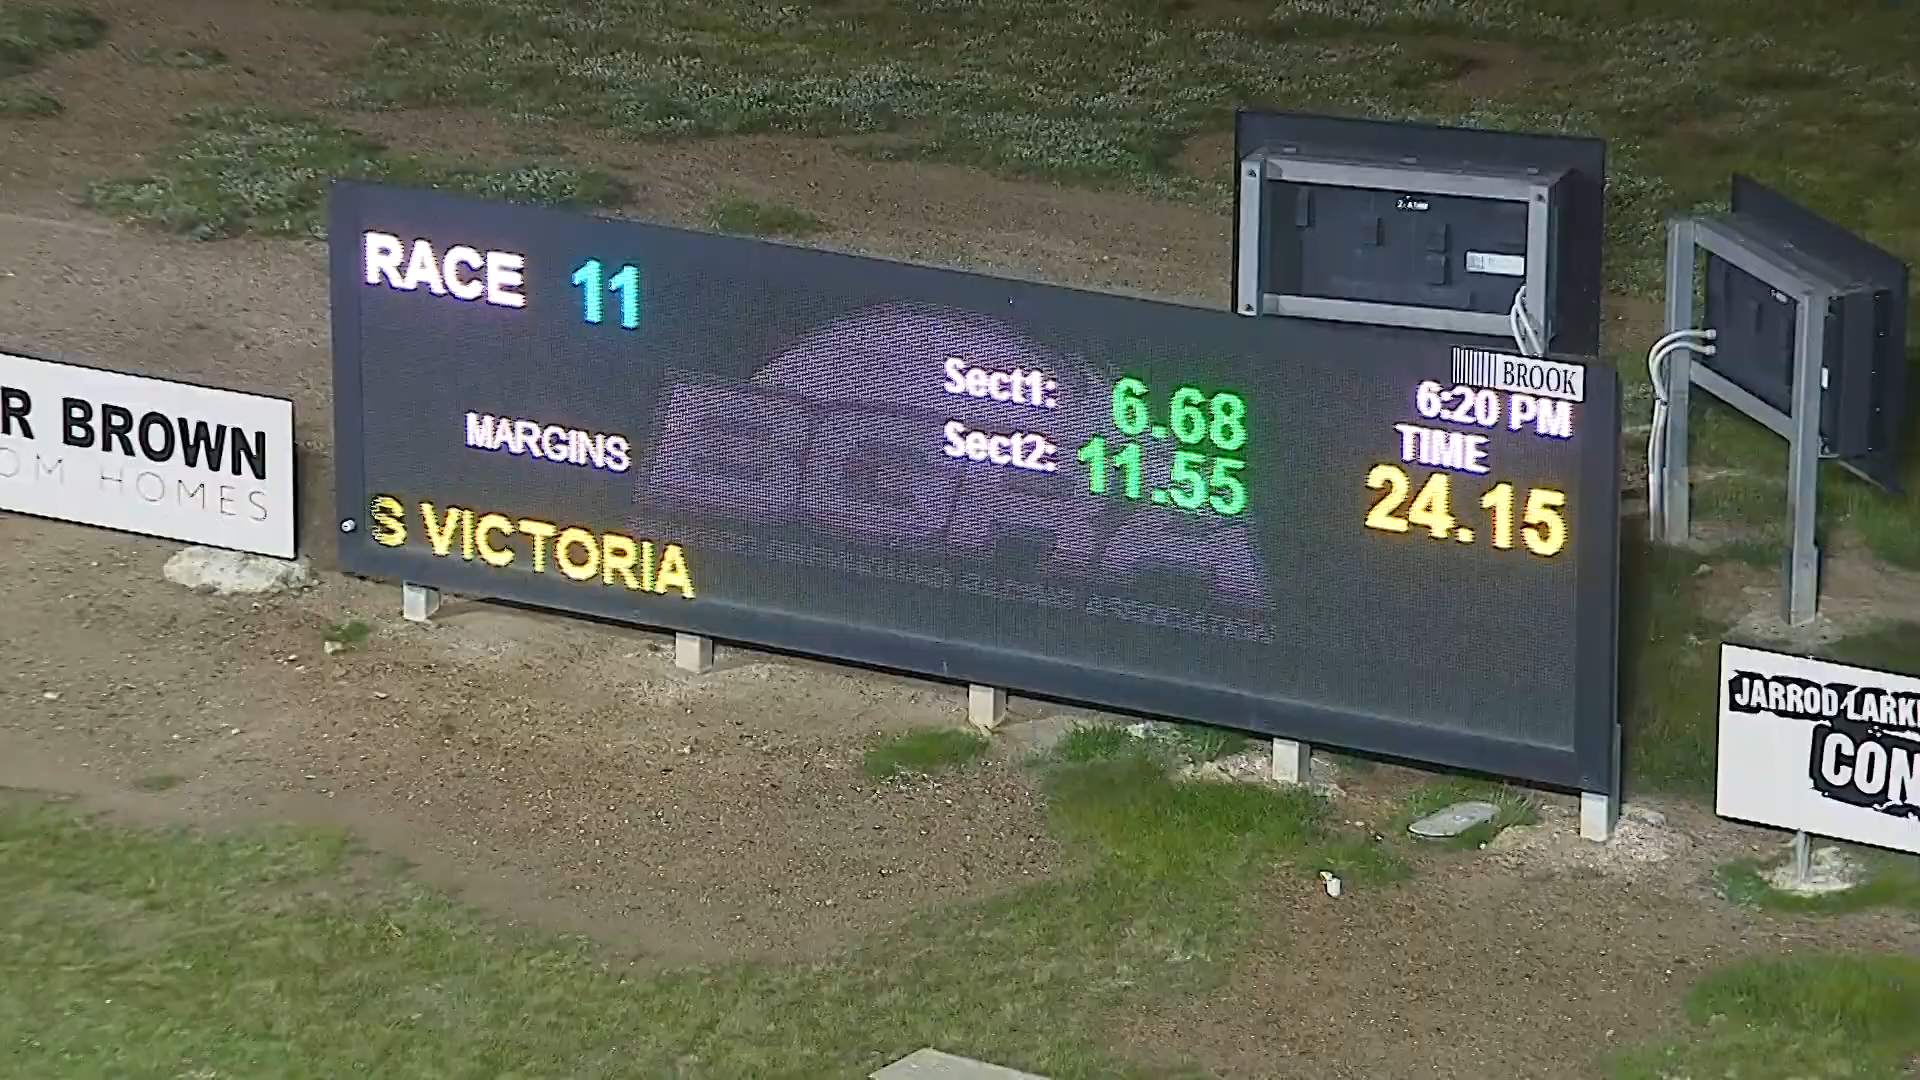 RACE 11
BROOK
Sect1: 6.68
6:20 PM
MARGINS
Sect2: 11.55
TIME
24.15
S VICTORIA
R BROWN
OM HOMES
JARROD LARK
CON